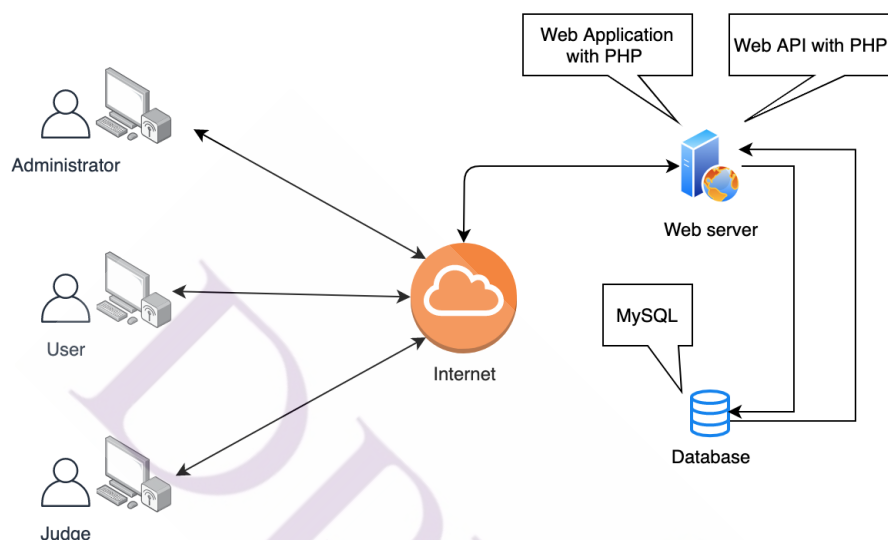 Web Application
with PHP
Web API with PHP
Administrator
Web server
User
MySQL
Internet
Database
Judge